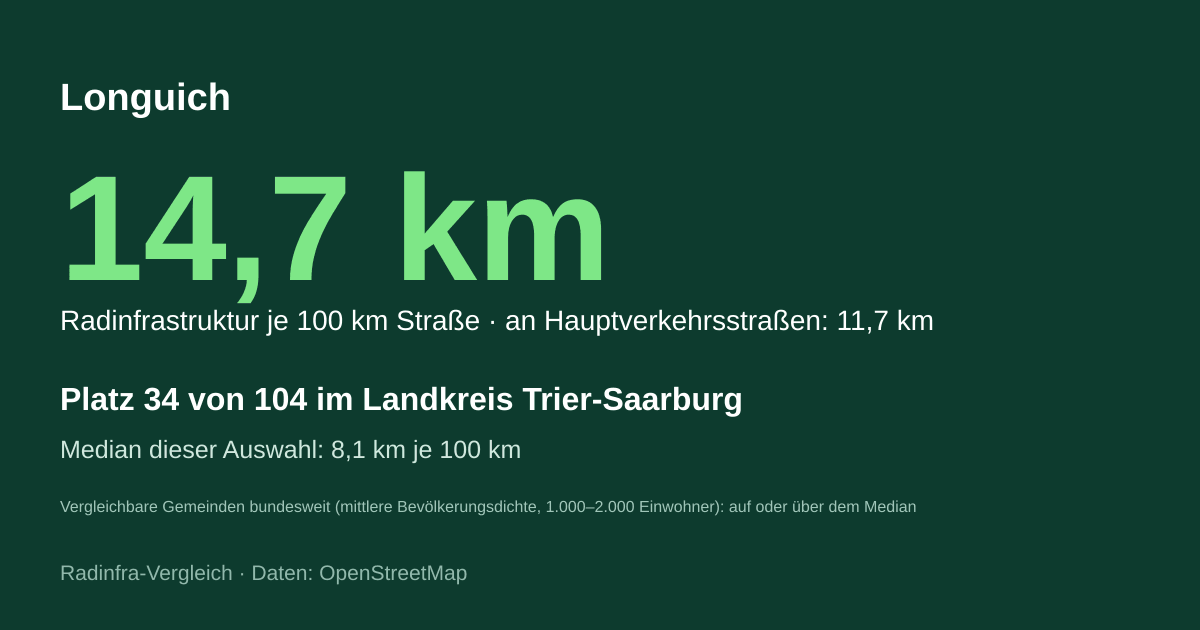 Longuich
14,7 km
Radinfrastruktur je 100 km Straße · an Hauptverkehrsstraßen: 11,7 km
Platz 34 von 104 im Landkreis Trier-Saarburg
Median dieser Auswahl: 8,1 km je 100 km
Vergleichbare Gemeinden bundesweit (mittlere Bevölkerungsdichte, 1.000–2.000 Einwohner): auf oder über dem Median
Radinfra-Vergleich · Daten: OpenStreetMap